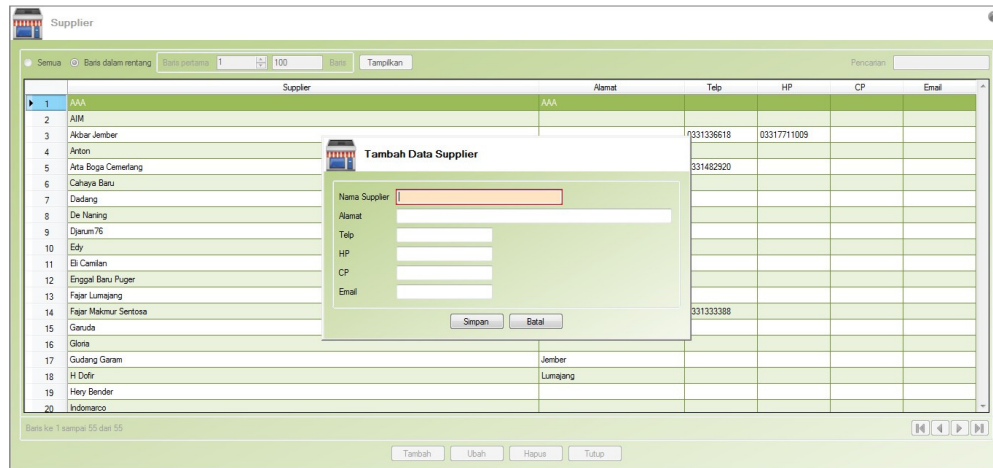 Supplier
Semua Baris dalam rentang Baris pertama 1 100 Baris Tampilkan Pencarian
Supplier Alamat Telp HP CP Email
1 AAA AAA
2 AIM
3 Akbar Jember 0331336618 03317711009
4 Anton
5 Arta Boga Cemerlang 331482920
6 Cahaya Baru
7 Dadang
8 De Naning
9 Djarum76
10 Edy
11 Eli Camilan
12 Enggal Baru Puger
13 Fajar Lumajang
14 Fajar Makmur Sentosa 331333388
15 Garuda
16 Gloria
17 Gudang Garam Jember
18 H Dofir Lumajang
19 Hery Bender
20 Indomarco
Tambah Data Supplier
Nama Supplier
Alamat
Telp
HP
CP
Email
Simpan Batal
Baris ke 1 sampai 55 dari 55
Tambah Ubah Hapus Tutup